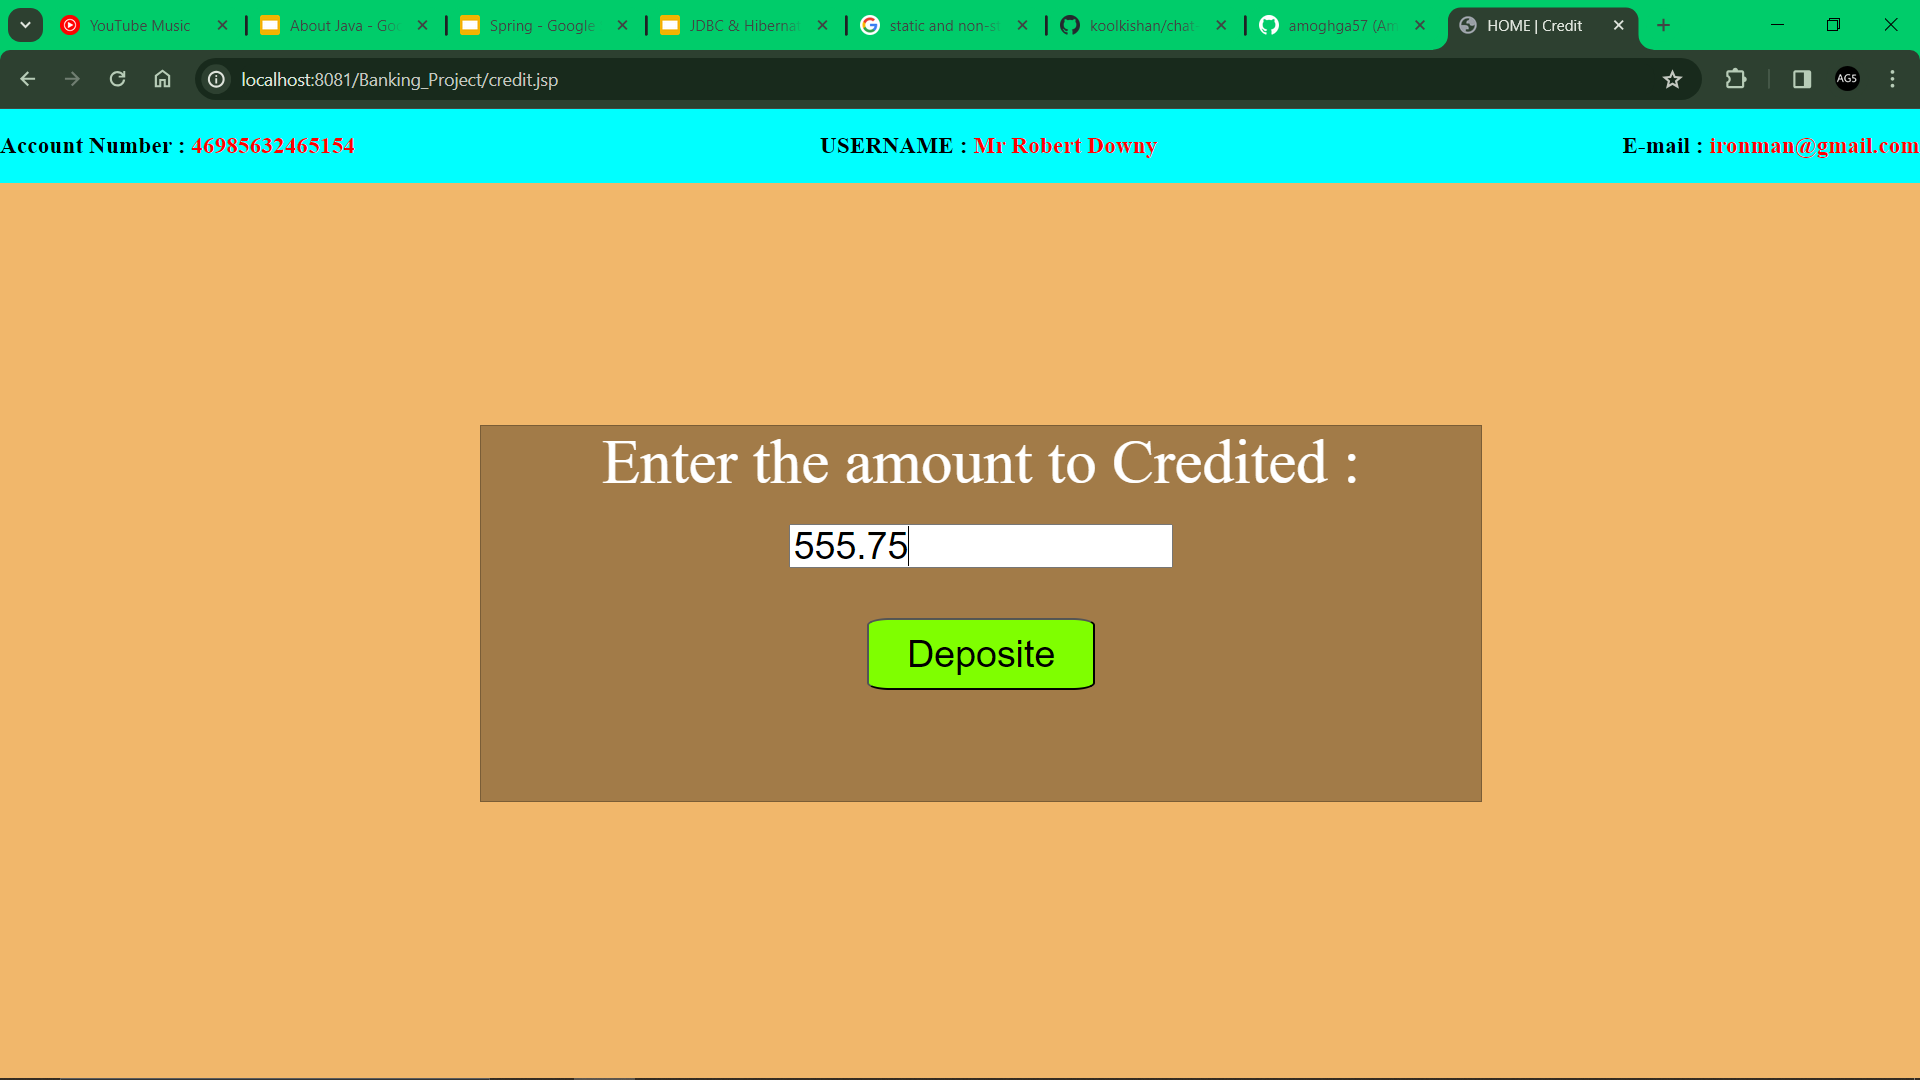 YouTube Music
About Java - Goo
Spring - Google
JDBC & Hibernat
static and non-st
koolkishan/chat-
amoghga57 (Am
HOME | Credit
localhost:8081/Banking_Project/credit.jsp
AG5
Account Number : 46985632465154
USERNAME : Mr Robert Downy
E-mail : ironman@gmail.com
Enter the amount to Credited :
555.75
Deposite